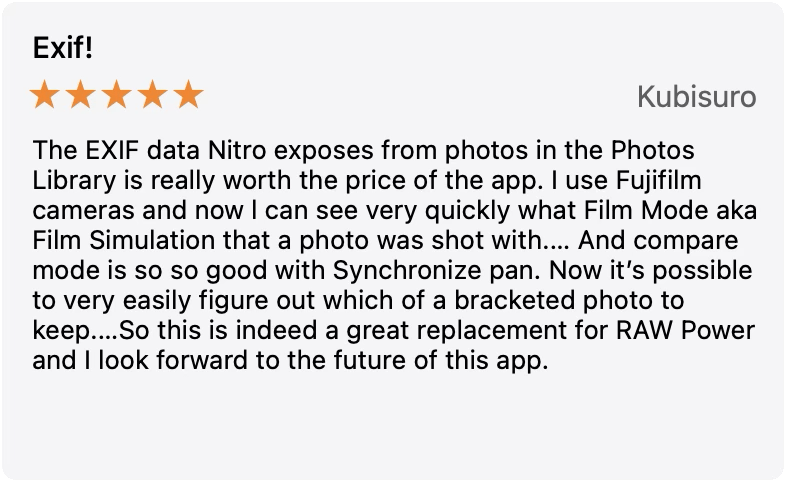 Exif!
Kubisuro
The EXIF data Nitro exposes from photos in the Photos
Library is really worth the price of the app. I use Fujifilm
cameras and now I can see very quickly what Film Mode aka
Film Simulation that a photo was shot with.... And compare
mode is so so good with Synchronize pan. Now it’s possible
to very easily figure out which of a bracketed photo to
keep....So this is indeed a great replacement for RAW Power
and I look forward to the future of this app.